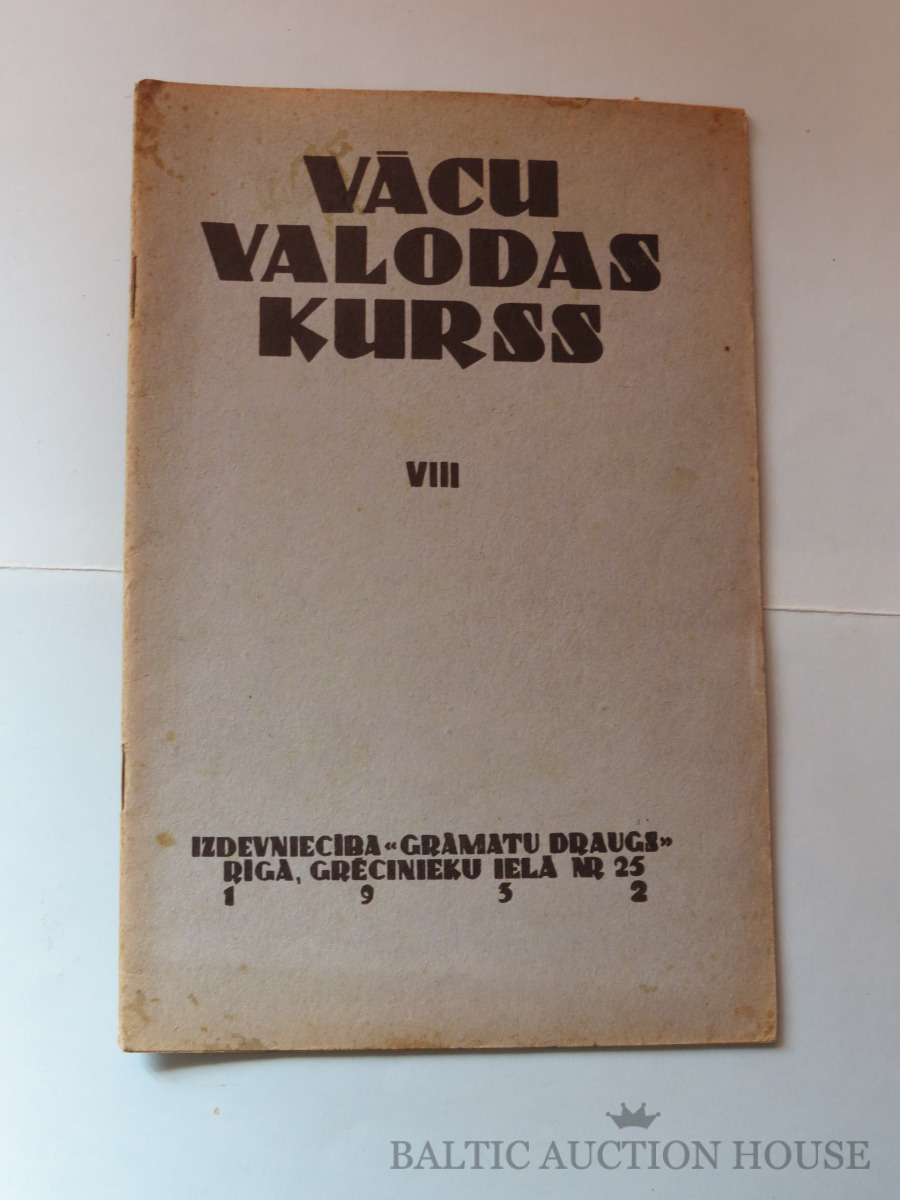 VĀCU
VALODAS
KURSS
VIII
IZDEVNIECĪBA «GRĀMATU DRAUGS»
RĪGĀ, GRĒCINIEKU IELĀ NR 25
1 9 3 2
BALTIC AUCTION HOUSE